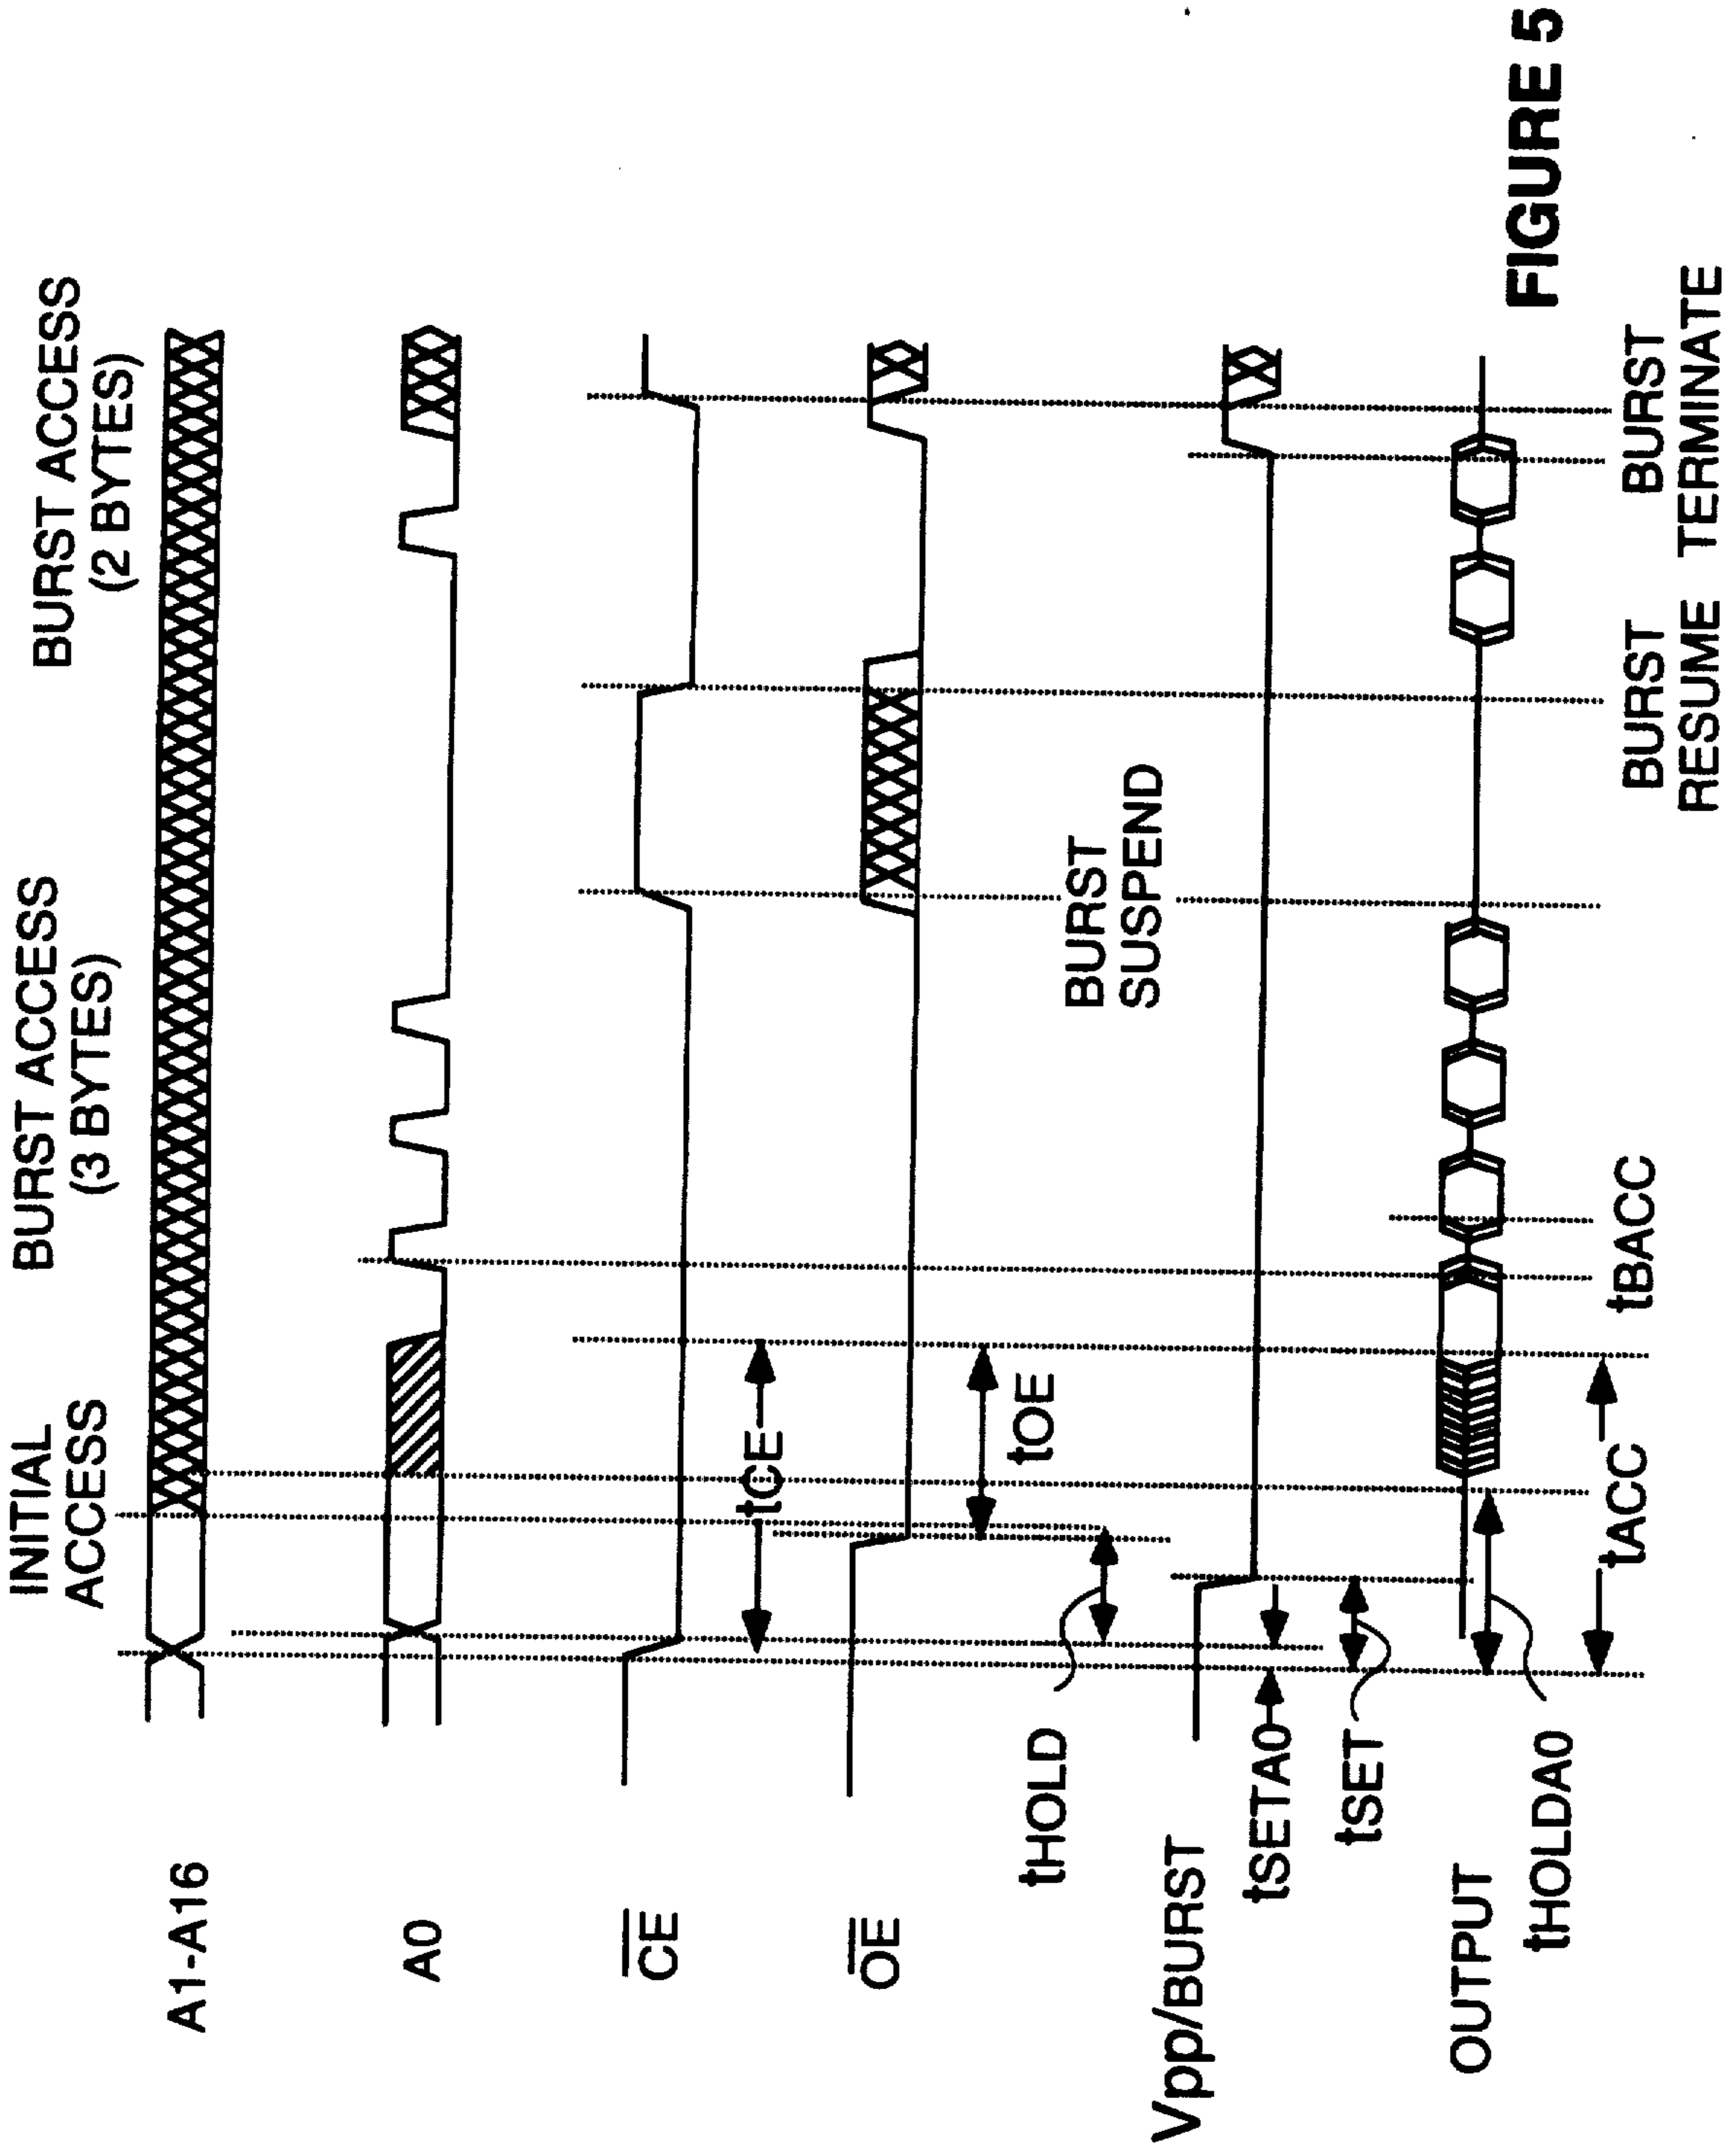 INITIAL
ACCESS
BURST ACCESS
(3 BYTES)
BURST ACCESS
(2 BYTES)
A1-A16
A0
CE
OE
tCE
tOE
tHOLD
BURST
SUSPEND
Vpp/BURST
tSETA0
tSET
OUTPUT
tHOLDA0
tACC
tBACC
BURST
RESUME
BURST
TERMINATE
FIGURE 5